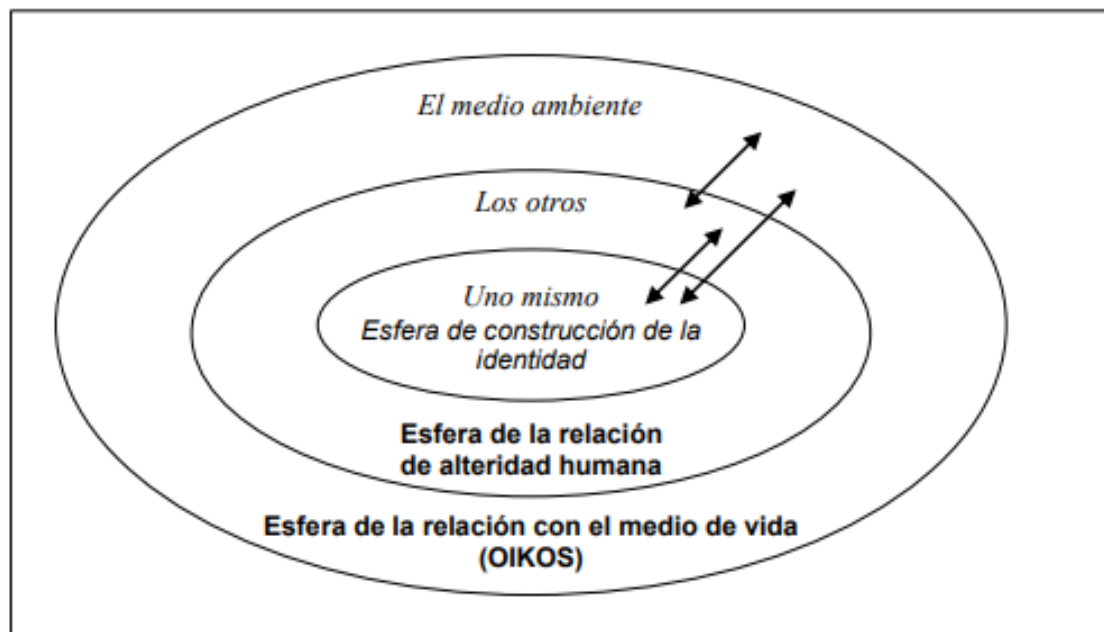 El medio ambiente
Los otros
Uno mismo
Esfera de construcción de la
identidad
Esfera de la relación
de alteridad humana
Esfera de la relación con el medio de vida
(OIKOS)